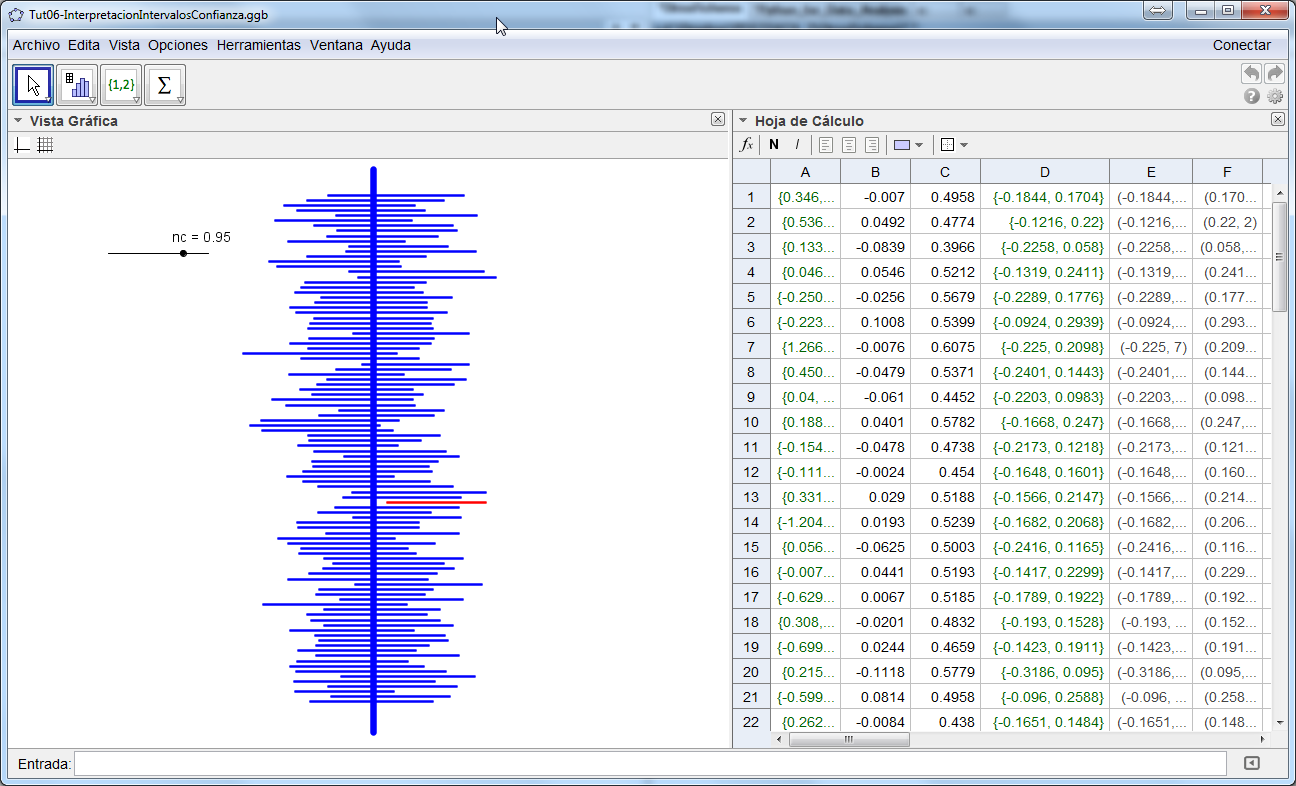 Tut06-InterpretacionIntervalosConfianza.ggb
Archivo Edita Vista Opciones Herramientas Ventana Ayuda Conectar
{1,2} Σ
Vista Gráfica
nc = 0.95
Hoja de Cálculo
fx N I
A B C D E F
1 {0.346,... -0.007 0.4958 {-0.1844, 0.1704} (-0.1844,... (0.170...
2 {0.536... 0.0492 0.4774 {-0.1216, 0.22} (-0.1216,... (0.22, 2)
3 {0.133... -0.0839 0.3966 {-0.2258, 0.058} (-0.2258,... (0.058,...
4 {0.046... 0.0546 0.5212 {-0.1319, 0.2411} (-0.1319,... (0.241...
5 {-0.250... -0.0256 0.5679 {-0.2289, 0.1776} (-0.2289,... (0.177...
6 {-0.223... 0.1008 0.5399 {-0.0924, 0.2939} (-0.0924,... (0.293...
7 {1.266... -0.0076 0.6075 {-0.225, 0.2098} (-0.225, 7) (0.209...
8 {0.450... -0.0479 0.5371 {-0.2401, 0.1443} (-0.2401,... (0.144...
9 {0.04, ... -0.061 0.4452 {-0.2203, 0.0983} (-0.2203,... (0.098...
10 {0.188... 0.0401 0.5782 {-0.1668, 0.247} (-0.1668,... (0.247,...
11 {-0.154... -0.0478 0.4738 {-0.2173, 0.1218} (-0.2173,... (0.121...
12 {-0.111... -0.0024 0.454 {-0.1648, 0.1601} (-0.1648,... (0.160...
13 {0.331... 0.029 0.5188 {-0.1566, 0.2147} (-0.1566,... (0.214...
14 {-1.204... 0.0193 0.5239 {-0.1682, 0.2068} (-0.1682,... (0.206...
15 {0.056... -0.0625 0.5003 {-0.2416, 0.1165} (-0.2416,... (0.116...
16 {-0.007... 0.0441 0.5193 {-0.1417, 0.2299} (-0.1417,... (0.229...
17 {-0.629... 0.0067 0.5185 {-0.1789, 0.1922} (-0.1789,... (0.192...
18 {0.308,... -0.0201 0.4832 {-0.193, 0.1528} (-0.193, ... (0.152...
19 {-0.699... 0.0244 0.4659 {-0.1423, 0.1911} (-0.1423,... (0.191...
20 {0.215... -0.1118 0.5779 {-0.3186, 0.095} (-0.3186,... (0.095,...
21 {-0.599... 0.0814 0.4958 {-0.096, 0.2588} (-0.096, ... (0.258...
22 {0.262... -0.0084 0.438 {-0.1651, 0.1484} (-0.1651,... (0.148...
Entrada: